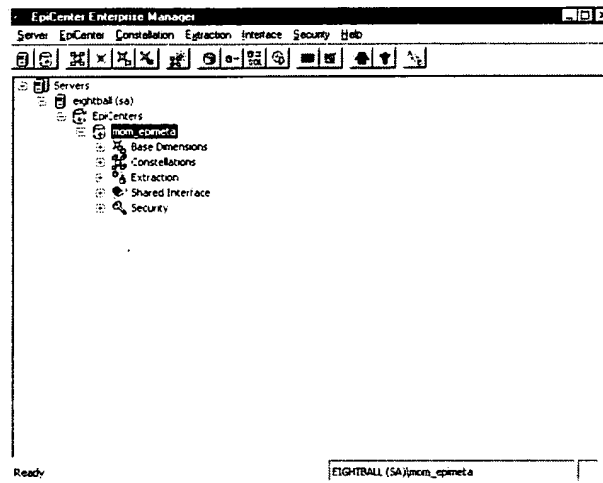 EpiCenter Enterprise Manager
Server EpiCenter Constellation Extraction Interface Security Help
Servers
eightball (sa)
EpiCenters
mom_epimeta
Base Dimensions
Constellations
Extraction
Shared Interface
Security
Ready EIGHTBALL (SA)\mom_epimeta